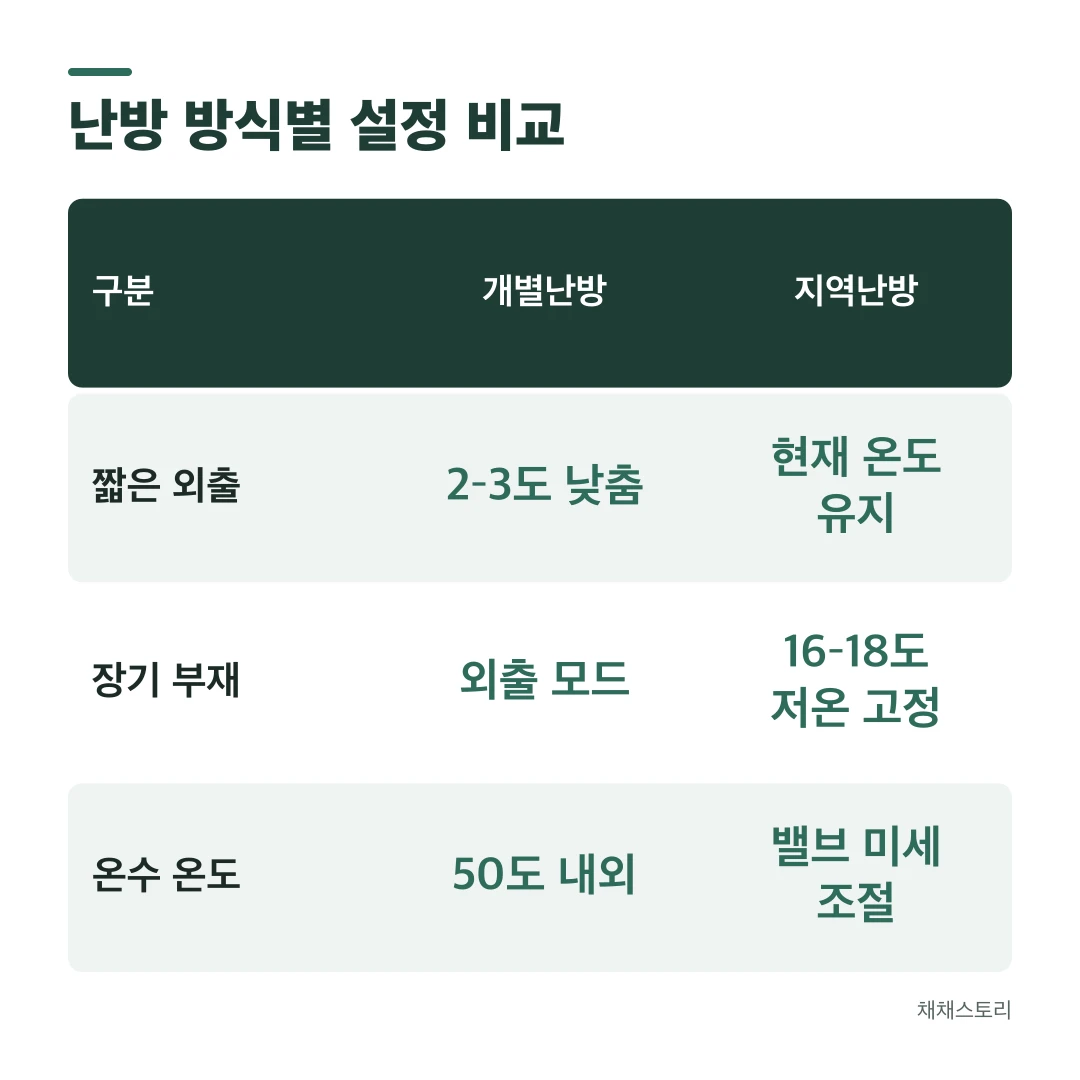 난방 방식별 설정 비교
구분 개별난방 지역난방
짧은 외출 2-3도 낮춤 현재 온도
유지
장기 부재 외출 모드 16-18도
저온 고정
온수 온도 50도 내외 밸브 미세
조절
채채스토리